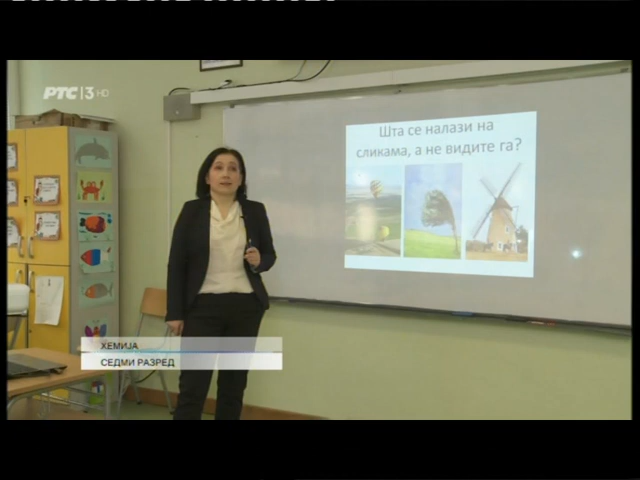 РТС|3 HD
Шта се налази на
сликама, а не видите га?
ХЕМИЈА
СЕДМИ РАЗРЕД